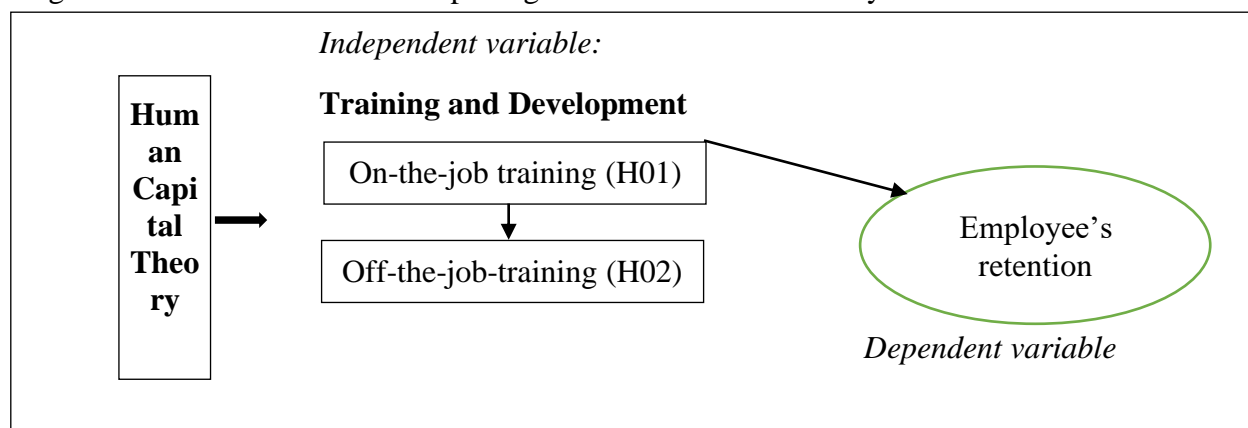 Independent variable:
Training and Development
Hum
an
Capi
tal
Theo
ry
On-the-job training (H01)
Off-the-job-training (H02)
Employee’s
retention
Dependent variable